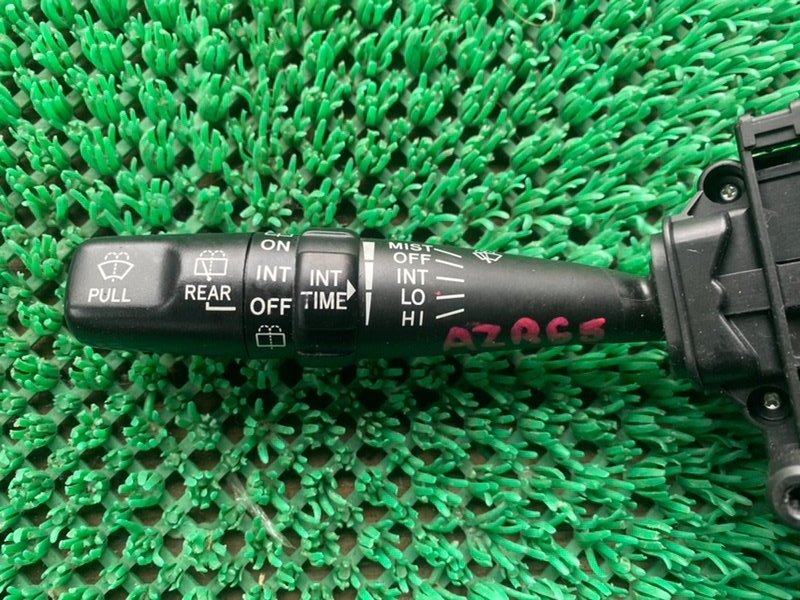 PULL
REAR
ON
INT
OFF
INT
TIME
MIST
OFF
INT
LO
HI
AZR65